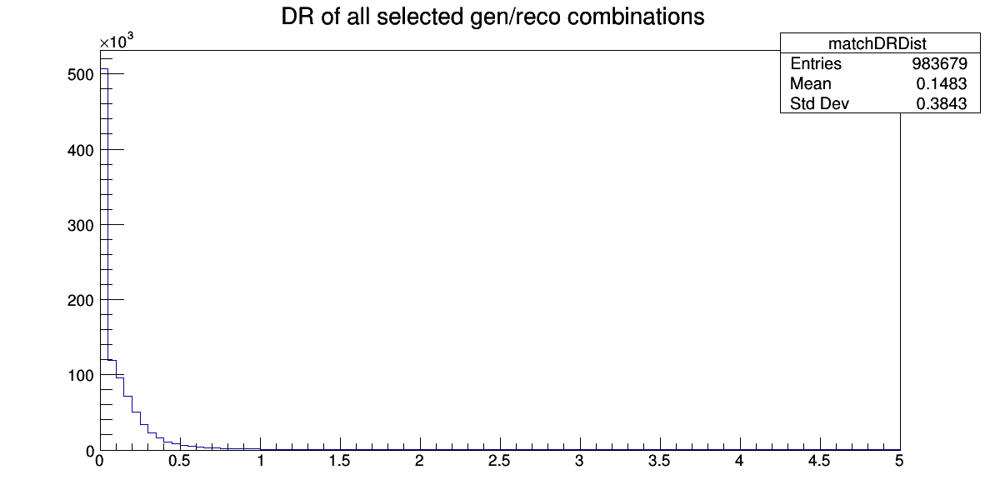 DR of all selected gen/reco combinations
×10³
matchDRDist
Entries 983679
Mean 0.1483
Std Dev 0.3843
500
400
300
200
100
0
0 0.5 1 1.5 2 2.5 3 3.5 4 4.5 5